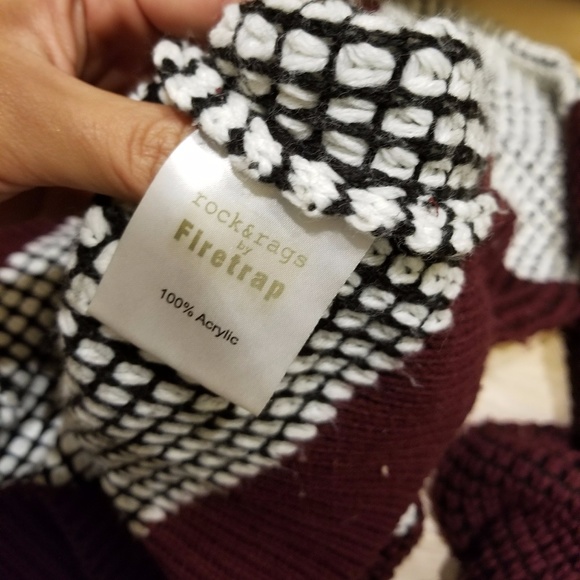 rock&rags
by
Firetrap
100% Acrylic